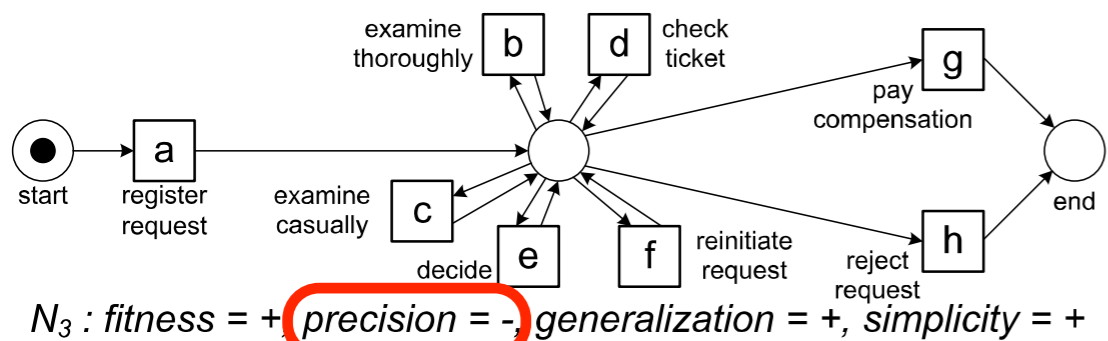 examine
thoroughly
b
d
check
ticket
g
pay
compensation
start
a
register
request
examine
casually
c
decide
e
f
reinitiate
request
h
reject
request
end
N3 : fitness = +, precision = -, generalization = +, simplicity = +